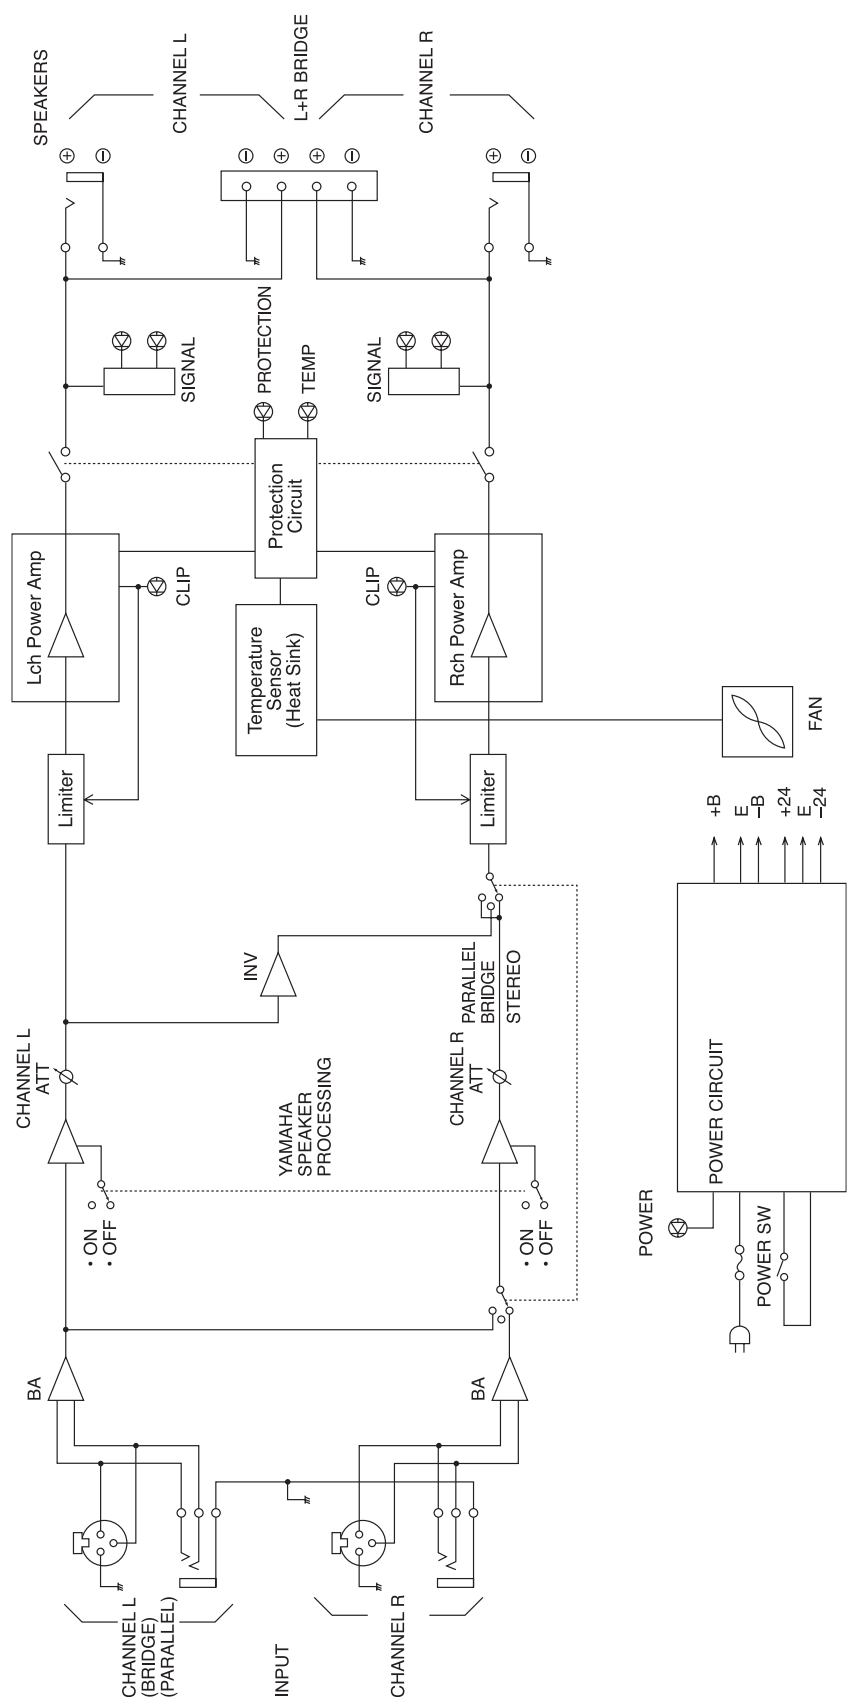 CHANNEL L
(BRIDGE)
(PARALLEL)
INPUT
CHANNEL R
BA
BA
• ON
• OFF
YAMAHA
SPEAKER
PROCESSING
• ON
• OFF
CHANNEL L
ATT
CHANNEL R
ATT
INV
PARALLEL
BRIDGE
STEREO
Limiter
Limiter
Lch Power Amp
CLIP
Temperature
Sensor
(Heat Sink)
Protection
Circuit
CLIP
Rch Power Amp
SIGNAL
PROTECTION
TEMP
SIGNAL
SPEAKERS
+
−
CHANNEL L
−
+
L+R BRIDGE
+
−
CHANNEL R
+
−
FAN
POWER
POWER SW
POWER CIRCUIT
+B
E
–B
+24
E
–24